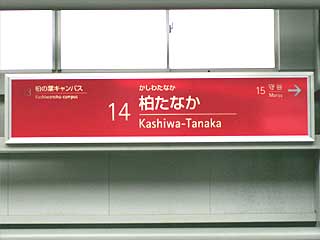 13 柏の葉キャンパス
Kashiwanoha-campus
かしわたなか
14 柏たなか
Kashiwa-Tanaka
15 守谷
Moriya